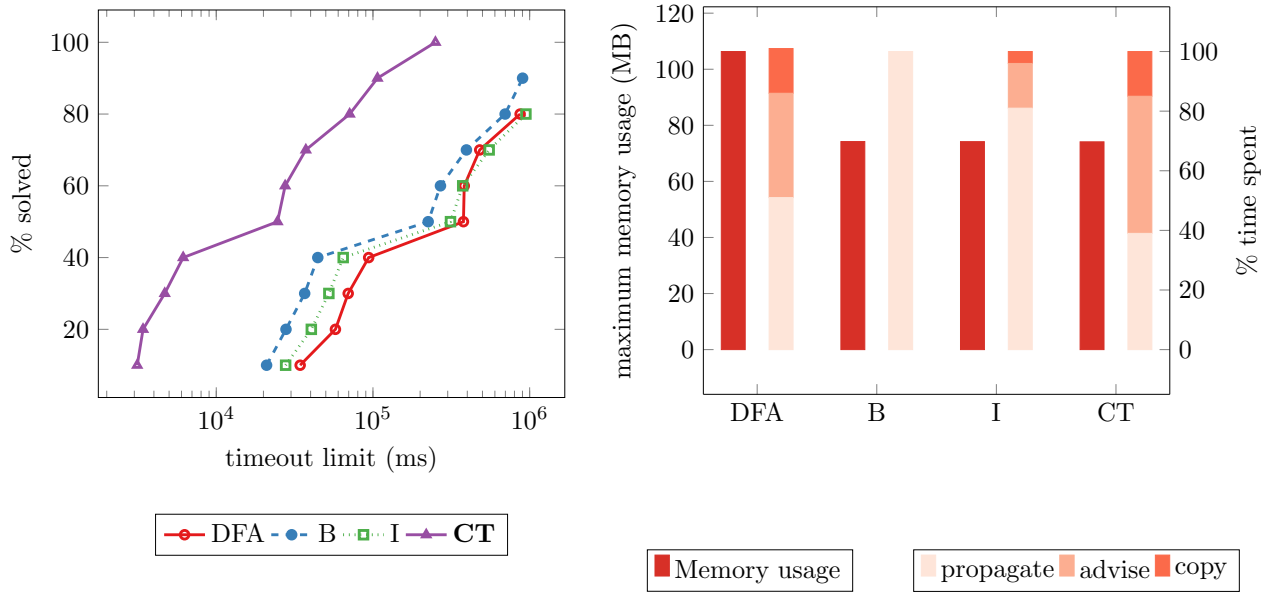 % solved
100
80
60
40
20
10^4
10^5
10^6
timeout limit (ms)
DFA
B
I
CT
maximum memory usage (MB)
120
100
80
60
40
20
0
DFA
B
I
CT
% time spent
100
80
60
40
20
0
Memory usage
propagate
advise
copy